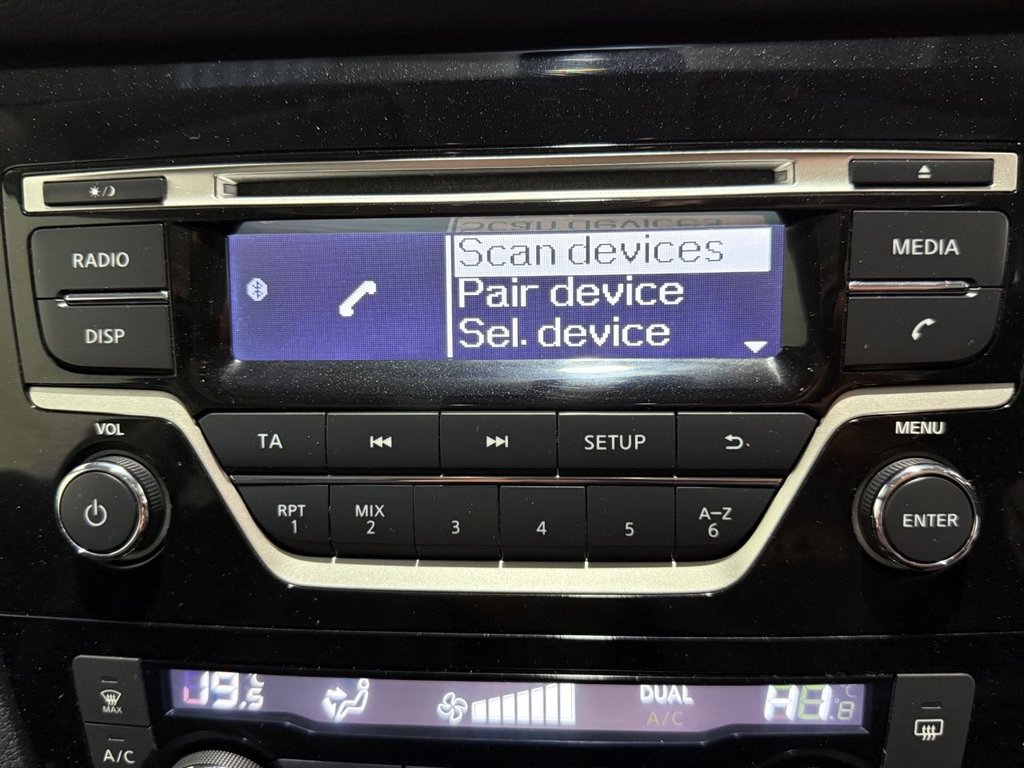 RADIO
DISP
Scan devices
Pair device
Sel. device
MEDIA
VOL
MENU
TA
SETUP
RPT
1
MIX
2
3
4
5
A–Z
6
ENTER
MAX
A/C
DUAL
A/C